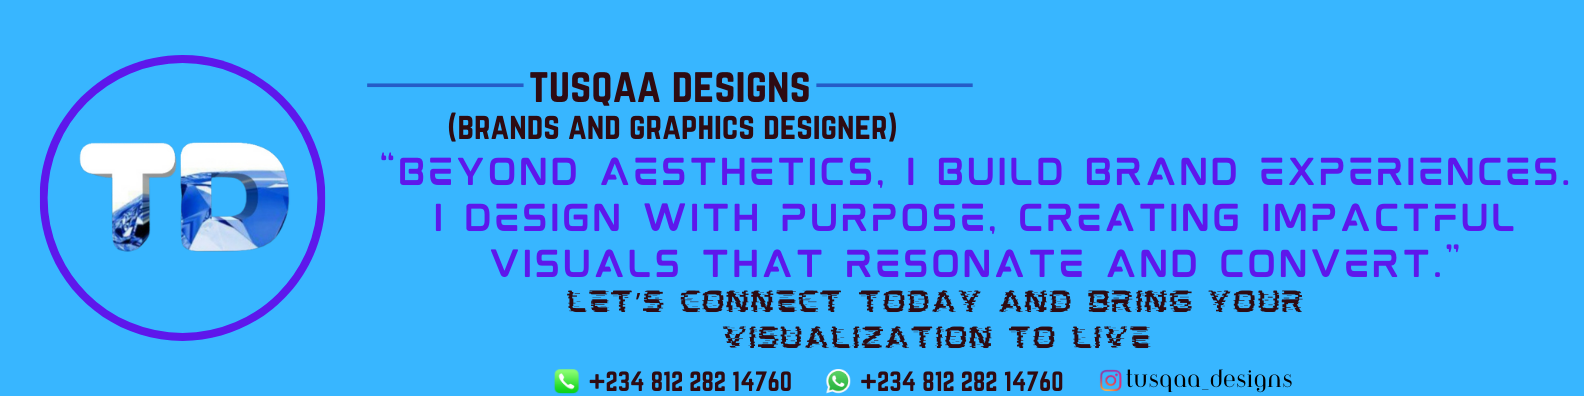 TD
TUSQAA DESIGNS
(BRANDS AND GRAPHICS DESIGNER)
“BEYOND AESTHETICS, I BUILD BRAND EXPERIENCES.
I DESIGN WITH PURPOSE, CREATING IMPACTFUL
VISUALS THAT RESONATE AND CONVERT.”
LET'S CONNECT TODAY AND BRING YOUR
VISUALIZATION TO LIVE
+234 812 282 14760 +234 812 282 14760 tusqaa_designs